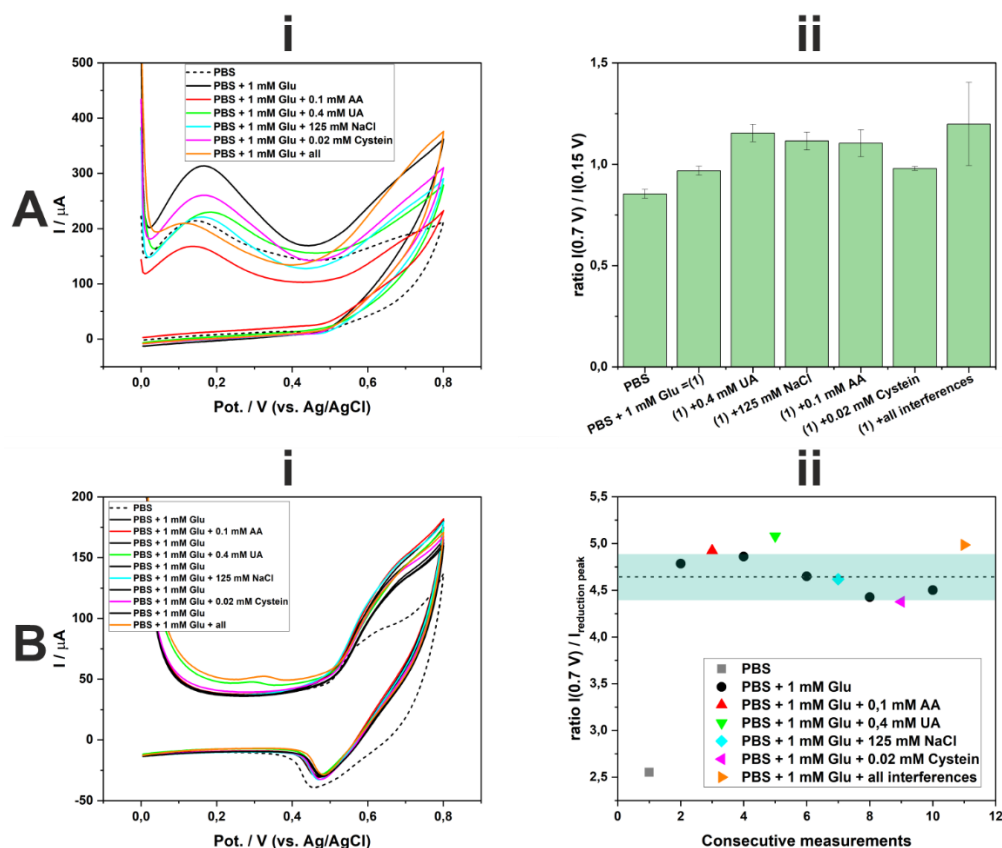 i
ii
A
500
400
300
200
100
0
I / μA
PBS
PBS + 1 mM Glu
PBS + 1 mM Glu + 0.1 mM AA
PBS + 1 mM Glu + 0.4 mM UA
PBS + 1 mM Glu + 125 mM NaCl
PBS + 1 mM Glu + 0.02 mM Cystein
PBS + 1 mM Glu + all
0,0 0,2 0,4 0,6 0,8
Pot. / V (vs. Ag/AgCl)
ratio I(0.7 V) / I(0.15 V)
1,5
1,0
0,5
0,0
PBS
PBS + 1 mM Glu =(1)
(1) +0.4 mM UA
(1) +125 mM NaCl
(1) +0.1 mM AA
(1) +0.02 mM Cystein
(1) +all interferences
i
ii
B
200
150
100
50
0
-50
I / μA
PBS
PBS + 1 mM Glu
PBS + 1 mM Glu + 0.1 mM AA
PBS + 1 mM Glu
PBS + 1 mM Glu + 0.4 mM UA
PBS + 1 mM Glu
PBS + 1 mM Glu + 125 mM NaCl
PBS + 1 mM Glu
PBS + 1 mM Glu + 0.02 mM Cystein
PBS + 1 mM Glu
PBS + 1 mM Glu + all
0,0 0,2 0,4 0,6 0,8
Pot. / V (vs. Ag/AgCl)
ratio I(0.7 V) / I reduction peak
5,5
5,0
4,5
4,0
3,5
3,0
2,5
PBS
PBS + 1 mM Glu
PBS + 1 mM Glu + 0,1 mM AA
PBS + 1 mM Glu + 0,4 mM UA
PBS + 1 mM Glu + 125 mM NaCl
PBS + 1 mM Glu + 0.02 mM Cystein
PBS + 1 mM Glu + all interferences
0 2 4 6 8 10 12
Consecutive measurements